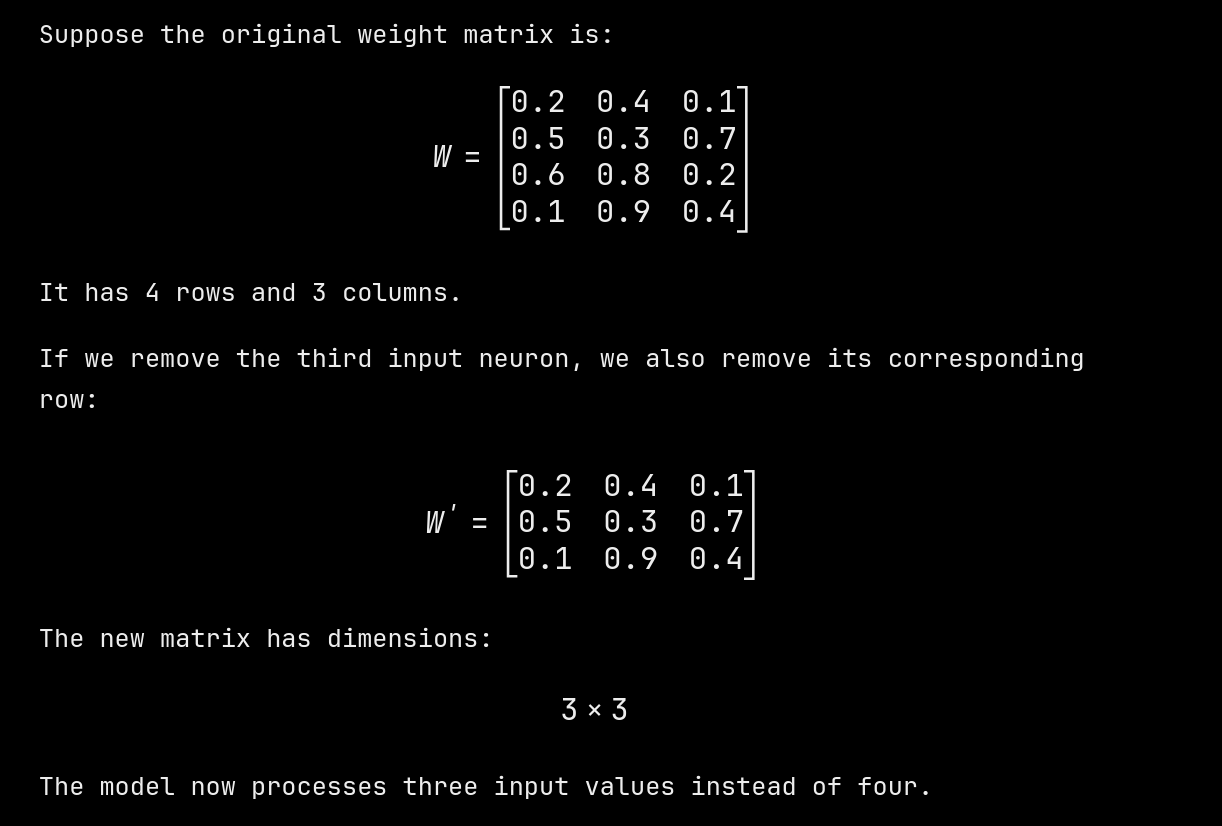 Suppose the original weight matrix is:
W = [0.2 0.4 0.1
0.5 0.3 0.7
0.6 0.8 0.2
0.1 0.9 0.4]
It has 4 rows and 3 columns.
If we remove the third input neuron, we also remove its corresponding
row:
W′ = [0.2 0.4 0.1
0.5 0.3 0.7
0.1 0.9 0.4]
The new matrix has dimensions:
3 × 3
The model now processes three input values instead of four.